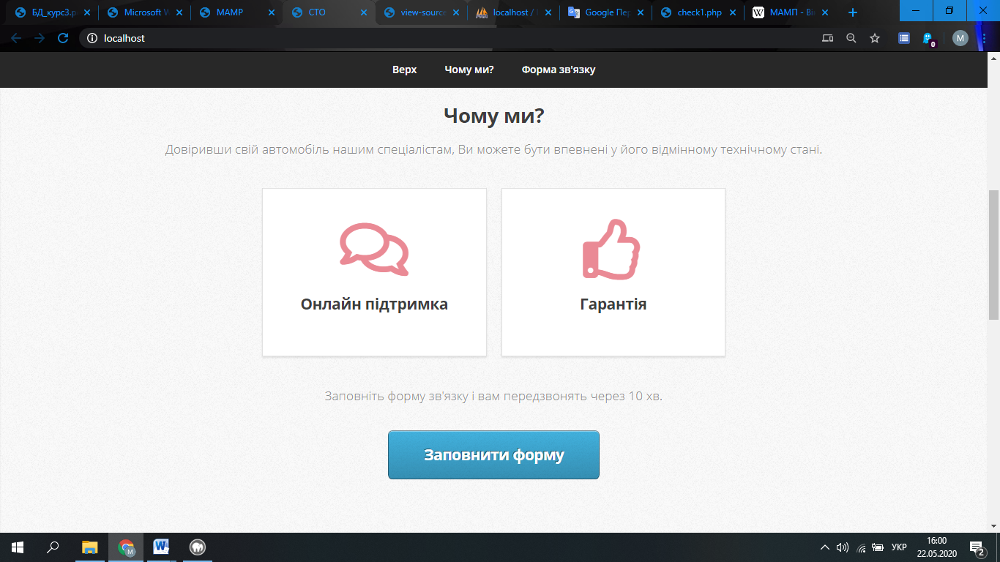 БД_курс3.р
Microsoft W
MAMP
СТО
view-source
localhost /
Google Пер
check1.php
МАМП - Ві
localhost
M
0
Верх
Чому ми?
Форма зв'язку
Чому ми?
Довіривши свій автомобіль нашим спеціалістам, Ви можете бути впевнені у його відмінному технічному стані.
Онлайн підтримка
Гарантія
Заповніть форму зв'язку і вам передзвонять через 10 хв.
Заповнити форму
УКР
16:00
22.05.2020
2